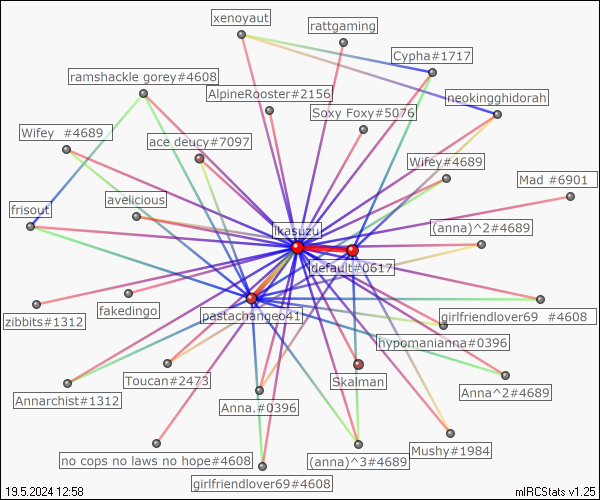 xenoyaut
rattgaming
Cypha#1717
ramshackle gorey#4608
AlpineRooster#2156
neokingghidorah
Soxy Foxy#5076
Wifey  #4689
ace deucy#7097
Wifey#4689
Mad #6901
avelicious
frisout
ikasuzu
(anna)^2#4689
default#0617
zibbits#1312
fakedingo
pastachangeo41
girlfriendlover69  #4608
hypomaniana#0396
Toucan#2473
Skalman
Annarchist#1312
Anna.#0396
Anna^2#4689
no cops no laws no hope#4608
(anna)^3#4689
Mushy#1984
girlfriendlover69#4608
19.5.2024 12:58
mIRCStats v1.25